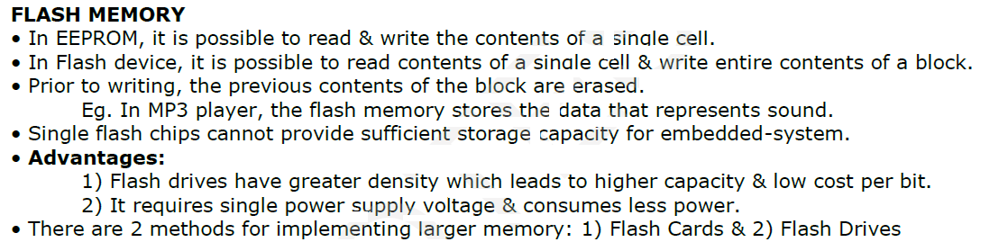 FLASH MEMORY
• In EEPROM, it is possible to read & write the contents of a single cell.
• In Flash device, it is possible to read contents of a single cell & write entire contents of a block.
• Prior to writing, the previous contents of the block are erased.
Eg. In MP3 player, the flash memory stores the data that represents sound.
• Single flash chips cannot provide sufficient storage capacity for embedded-system.
• Advantages:
1) Flash drives have greater density which leads to higher capacity & low cost per bit.
2) It requires single power supply voltage & consumes less power.
• There are 2 methods for implementing larger memory: 1) Flash Cards & 2) Flash Drives